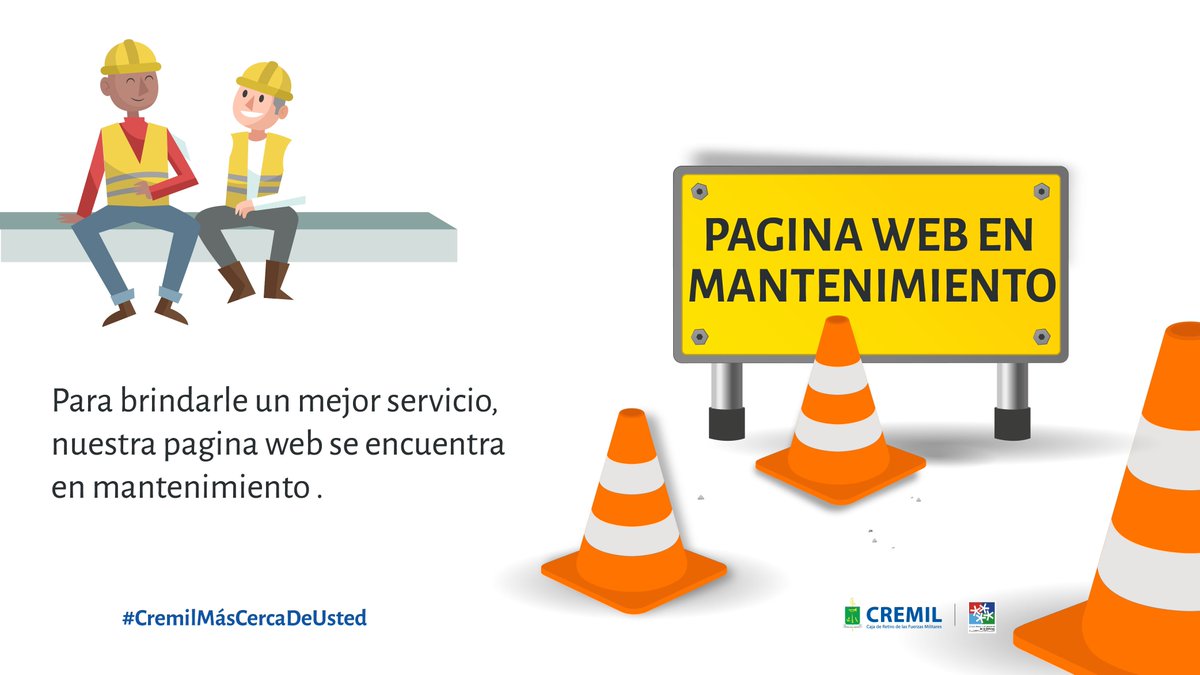 PAGINA WEB EN
MANTENIMIENTO
Para brindarle un mejor servicio,
nuestra pagina web se encuentra
en mantenimiento .
#CremilMásCercaDeUsted
CREMIL
Caja de Retiro de las Fuerzas Militares